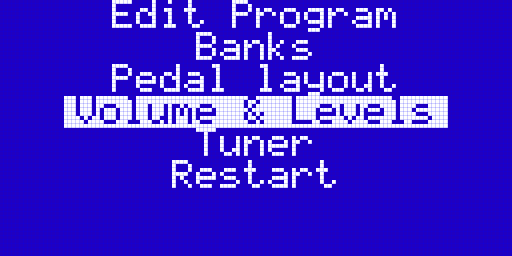 Edit Program
Banks
Pedal layout
Volume & Levels
Tuner
Restart